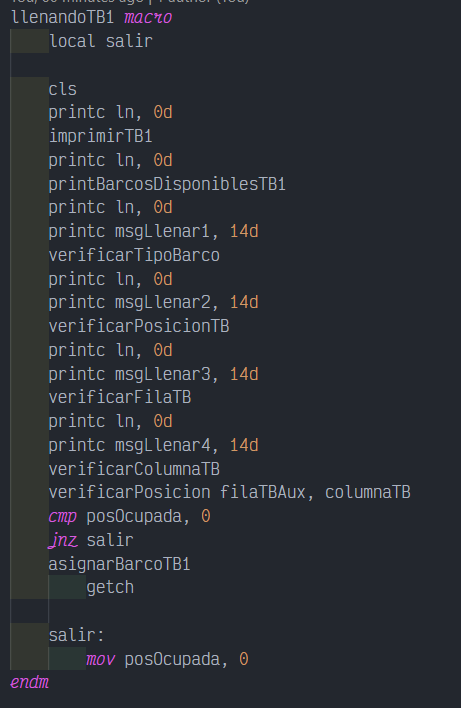 llenandoTB1 macro
local salir
cls
printc ln, 0d
imprimirTB1
printc ln, 0d
printBarcosDisponiblesTB1
printc ln, 0d
printc msgLlenar1, 14d
verificarTipoBarco
printc ln, 0d
printc msgLlenar2, 14d
verificarPosicionTB
printc ln, 0d
printc msgLlenar3, 14d
verificarFilaTB
printc ln, 0d
printc msgLlenar4, 14d
verificarColumnaTB
verificarPosicion filaTBAux, columnaTB
cmp posOcupada, 0
jnz salir
asignarBarcoTB1
getch
salir:
mov posOcupada, 0
endm